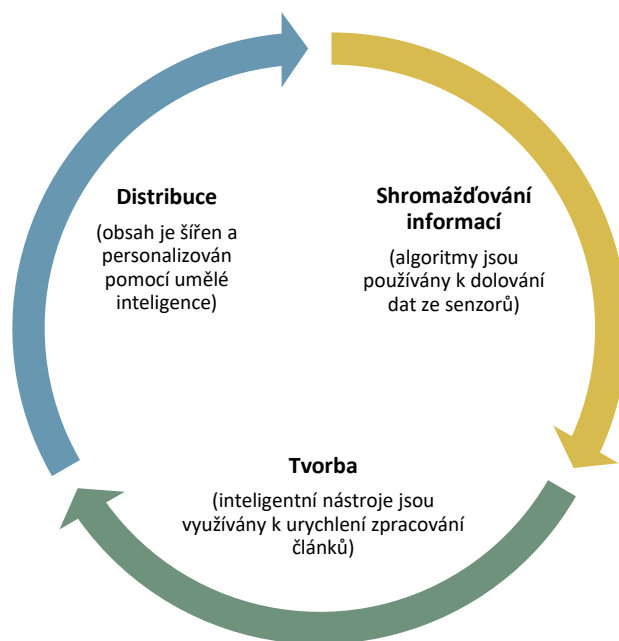 Distribuce
(obsah je šířen a
personalizován
pomocí umělé
inteligence)
Shromažďování
informací
(algoritmy jsou
používány k dolování
dat ze senzorů)
Tvorba
(inteligentní nástroje jsou
využívány k urychlení zpracování
článků)